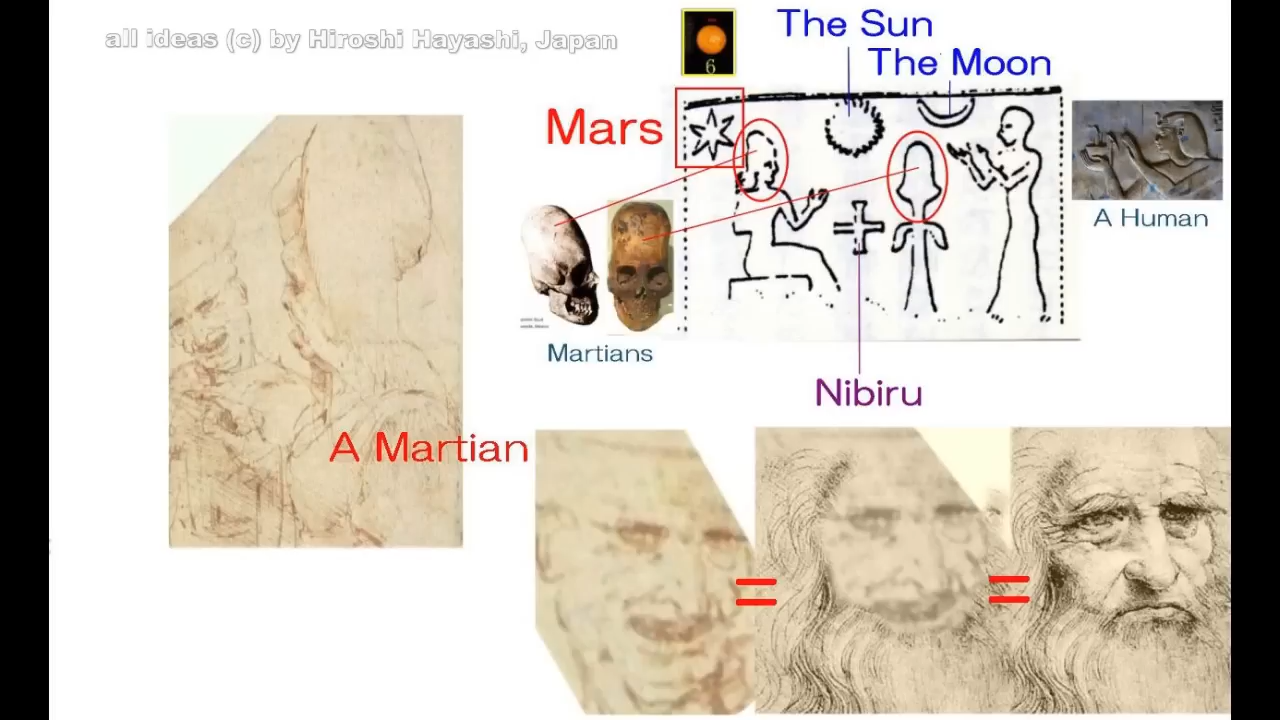 all ideas (c) by Hiroshi Hayashi, Japan
6
The Sun
The Moon
Mars
A Human
Martians
Nibiru
A Martian
=
=